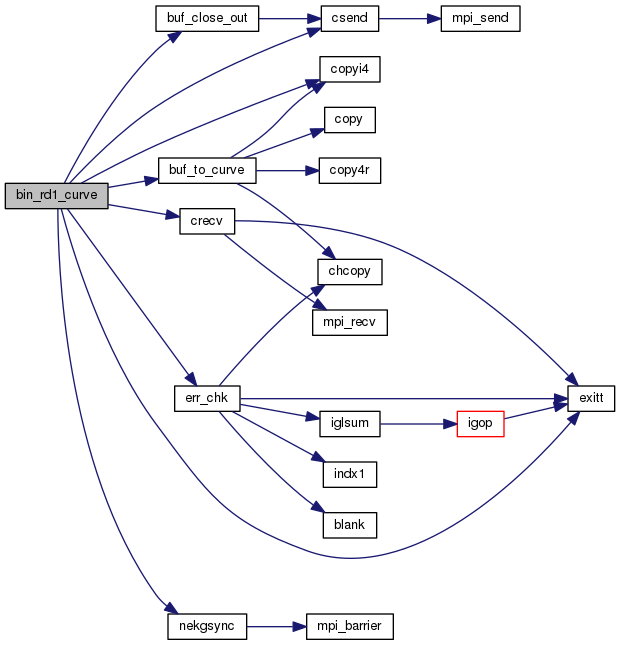 buf_close_out
csend
mpi_send
copyi4
copy
buf_to_curve
copy4r
bin_rd1_curve
crecv
chcopy
mpi_recv
err_chk
exitt
iglsum
igop
indx1
blank
nekgsync
mpi_barrier